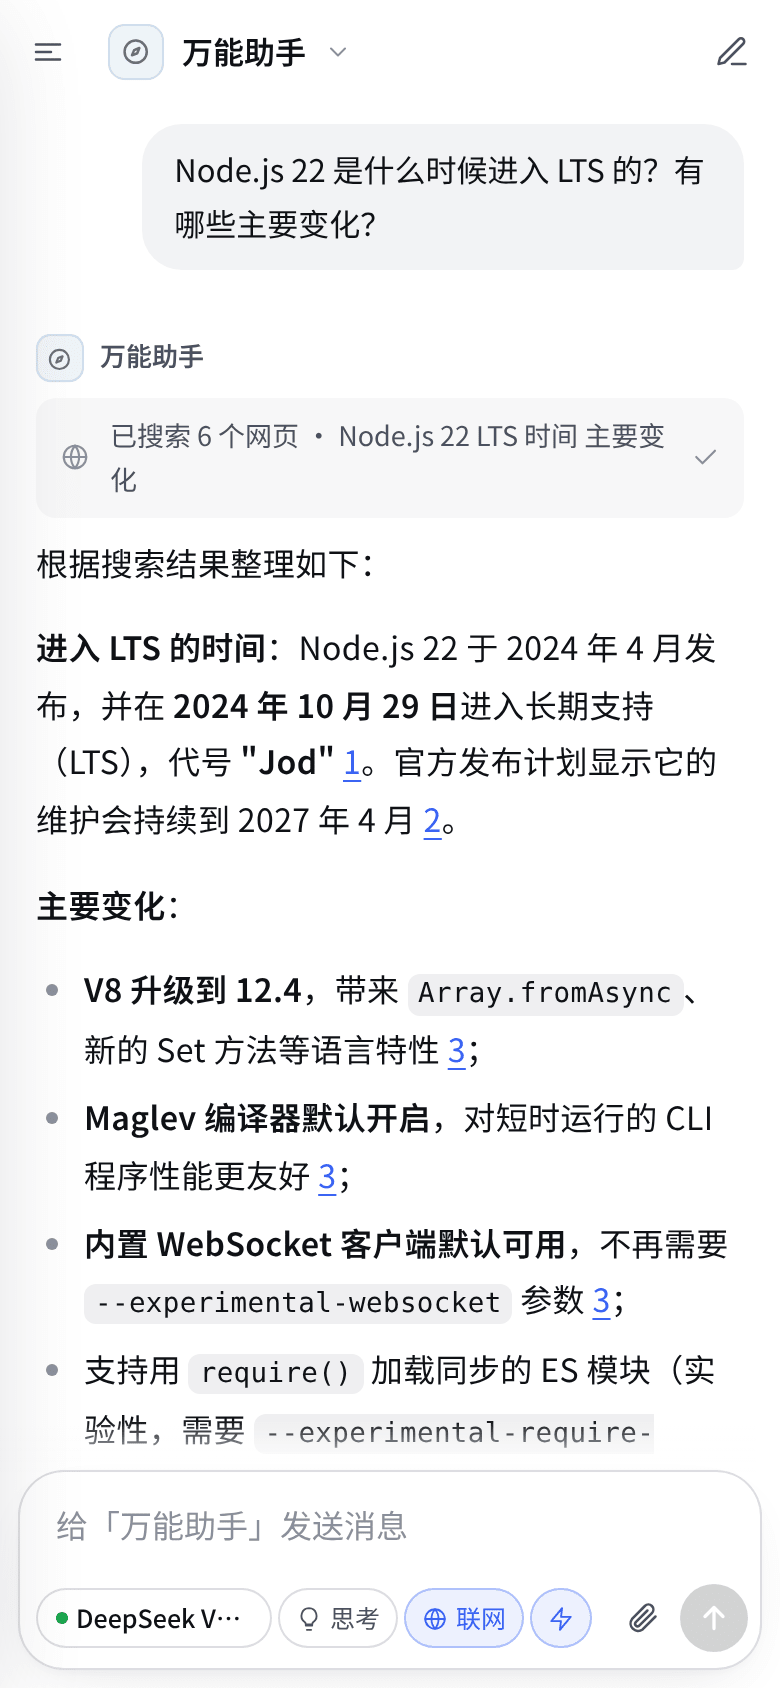 万能助手
Node.js 22 是什么时候进入 LTS 的？有
哪些主要变化？
万能助手
已搜索 6 个网页 · Node.js 22 LTS 时间 主要变
化
根据搜索结果整理如下：
进入 LTS 的时间：Node.js 22 于 2024 年 4 月发
布，并在 2024 年 10 月 29 日进入长期支持
（LTS），代号 "Jod" 1。官方发布计划显示它的
维护会持续到 2027 年 4 月 2。
主要变化：
V8 升级到 12.4，带来 Array.fromAsync、
新的 Set 方法等语言特性 3；
Maglev 编译器默认开启，对短时运行的 CLI
程序性能更友好 3；
内置 WebSocket 客户端默认可用，不再需要
--experimental-websocket 参数 3；
支持用 require() 加载同步的 ES 模块（实
验性，需要 --experimental-require-
给「万能助手」发送消息
DeepSeek V… 思考 联网